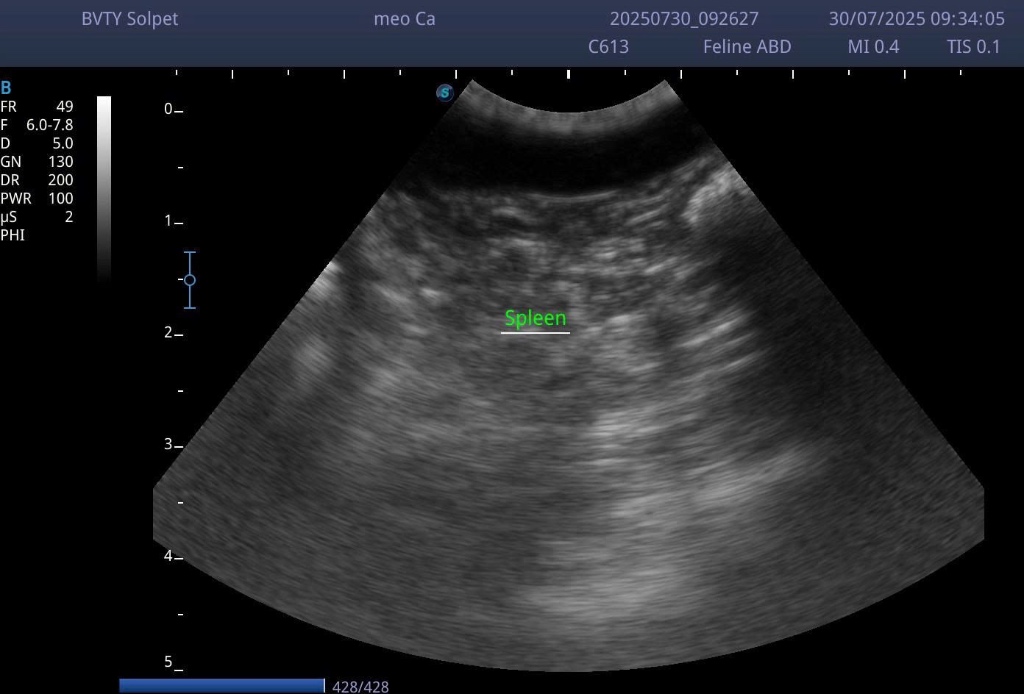 BVTY Solpet meo Ca 20250730_092627 30/07/2025 09:34:05
C613 Feline ABD MI 0.4 TIS 0.1
B
FR 49
F 6.0-7.8
D 5.0
GN 130
DR 200
PWR 100
µS 2
PHI
S
0
1
2
3
4
5
Spleen
428/428